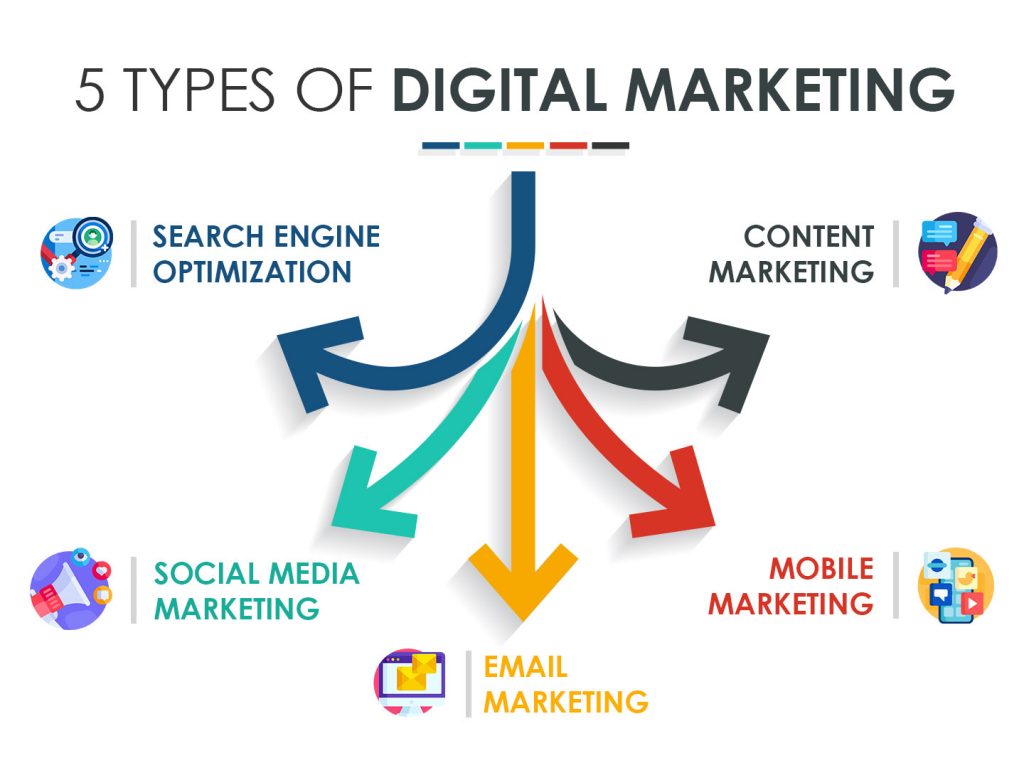 5 TYPES OF DIGITAL MARKETING
SEARCH ENGINE
OPTIMIZATION
CONTENT
MARKETING
SOCIAL MEDIA
MARKETING
MOBILE
MARKETING
EMAIL
MARKETING